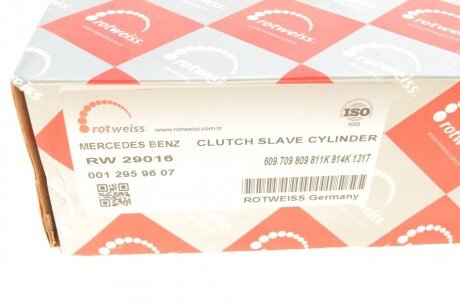 rotweiss
rotweiss
rotweiss
www.rotweiss.com.tr
ISO
9001
MERCEDES BENZ
CLUTCH SLAVE CYLINDER
RW 29016
609 709 809 811K 814K 1317
001 295 96 07
ROTWEISS Germany